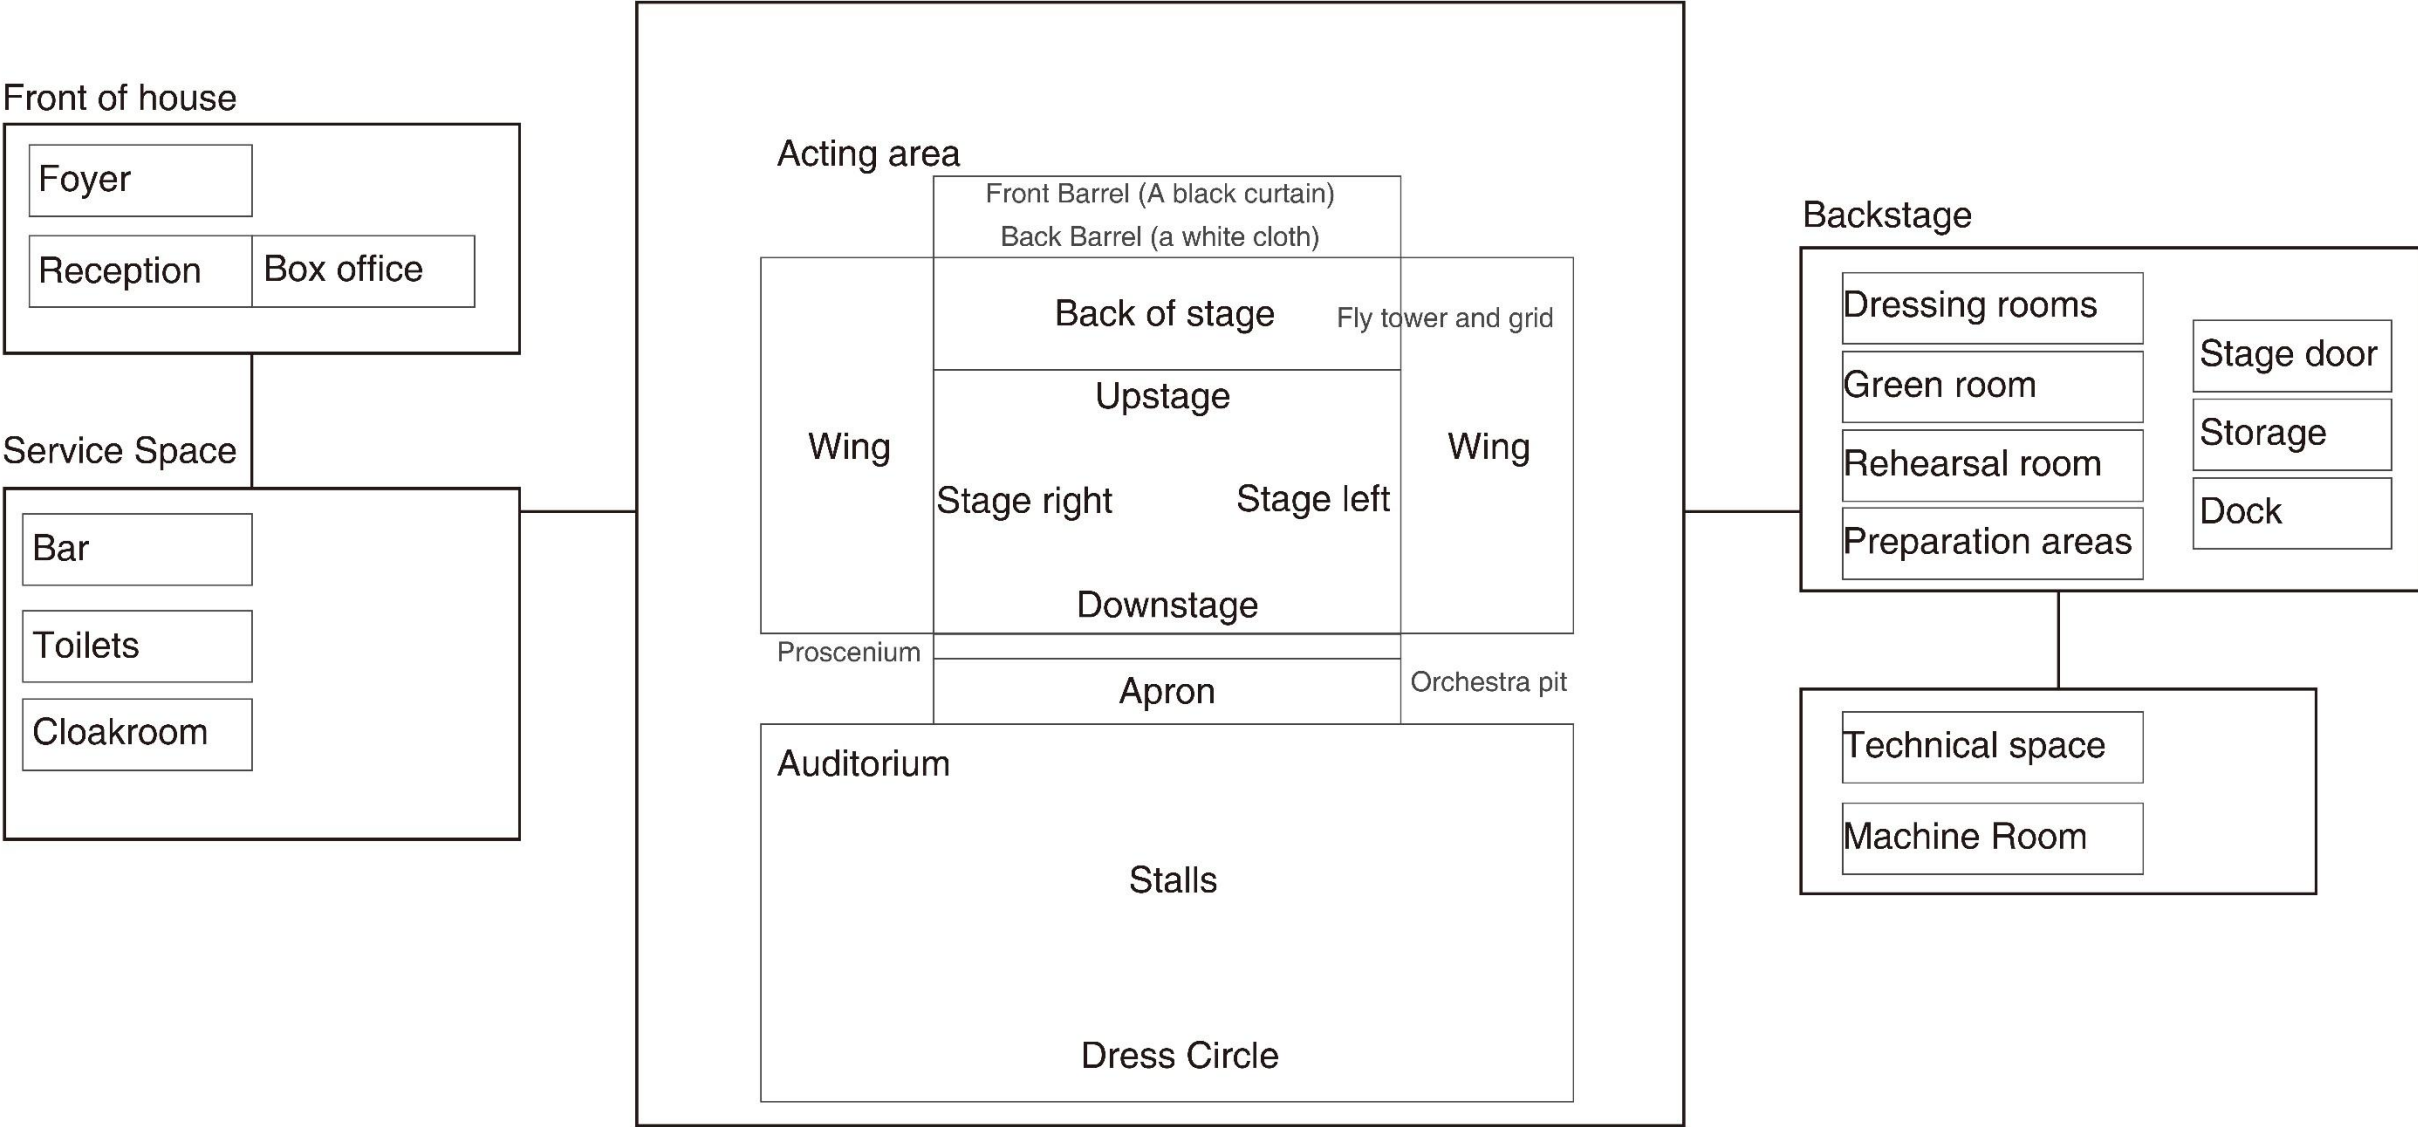 Front of house
Foyer
Reception
Box office
Service Space
Bar
Toilets
Cloakroom
Acting area
Front Barrel (A black curtain)
Back Barrel (a white cloth)
Back of stage
Fly tower and grid
Upstage
Wing
Wing
Stage right
Stage left
Downstage
Proscenium
Apron
Orchestra pit
Auditorium
Stalls
Dress Circle
Backstage
Dressing rooms
Green room
Rehearsal room
Preparation areas
Stage door
Storage
Dock
Technical space
Machine Room